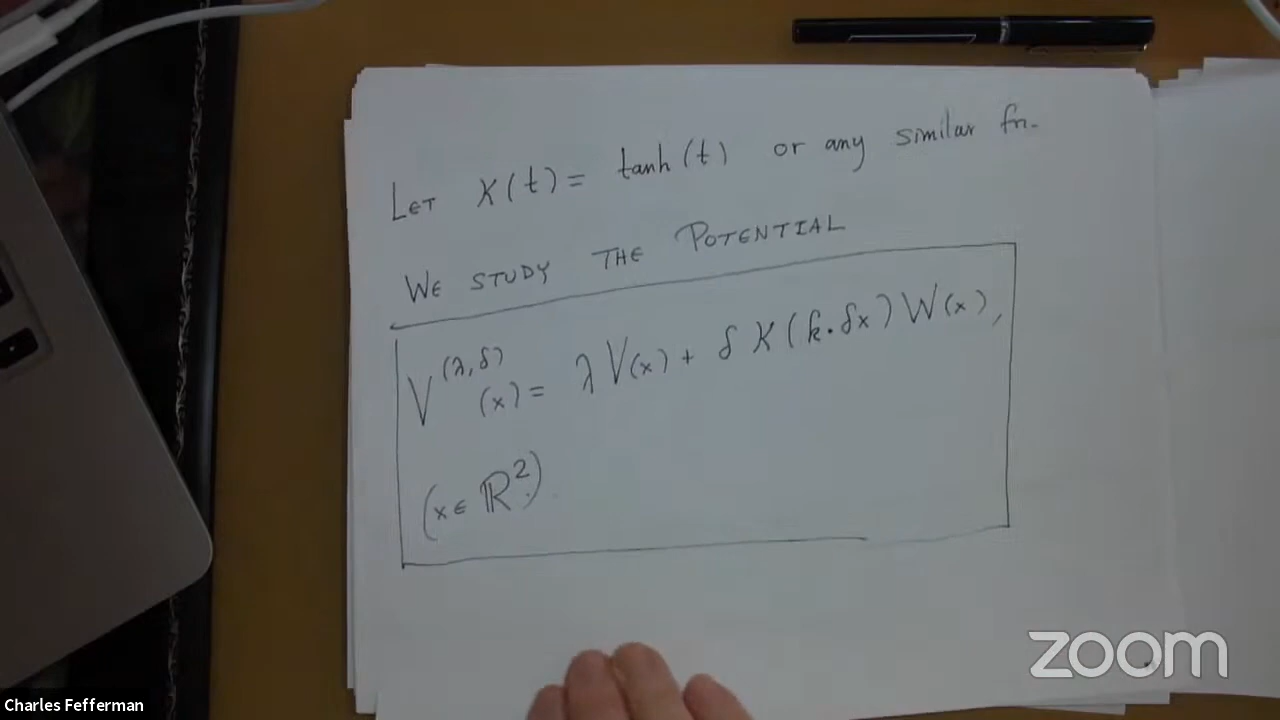 LET K(t) = tanh(t) or any similar fn.
WE STUDY THE POTENTIAL
V^(λ,δ)(x) = λV(x) + δK(k·δx)W(x),
(x ∈ ℝ²)
zoom
Charles Fefferman